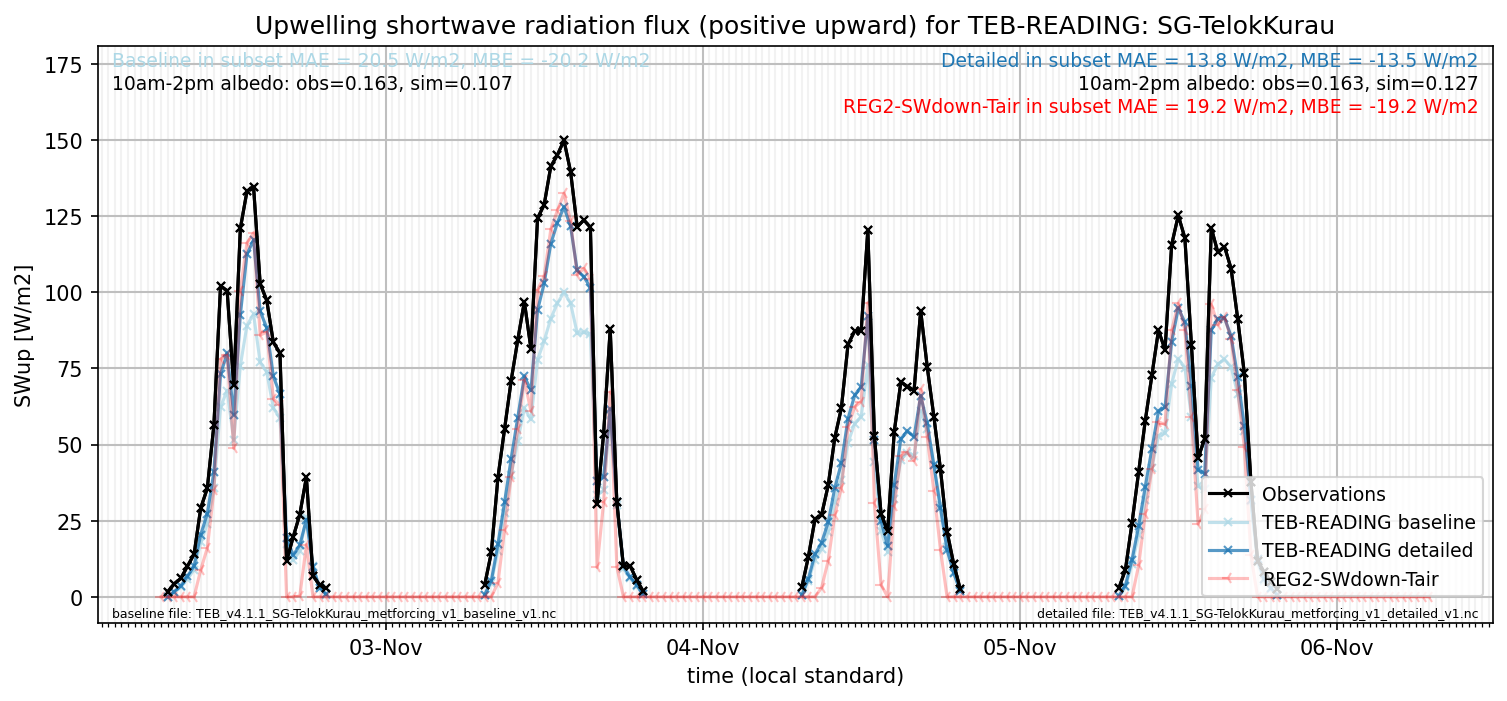 Upwelling shortwave radiation flux (positive upward) for TEB-READING: SG-TelokKurau
Baseline in subset MAE = 20.5 W/m2, MBE = -20.2 W/m2
10am-2pm albedo: obs=0.163, sim=0.107
Detailed in subset MAE = 13.8 W/m2, MBE = -13.5 W/m2
10am-2pm albedo: obs=0.163, sim=0.127
REG2-SWdown-Tair in subset MAE = 19.2 W/m2, MBE = -19.2 W/m2
SWup [W/m2]
175
150
125
100
75
50
25
0
Observations
TEB-READING baseline
TEB-READING detailed
REG2-SWdown-Tair
baseline file: TEB_v4.1.1_SG-TelokKurau_metforcing_v1_baseline_v1.nc
detailed file: TEB_v4.1.1_SG-TelokKurau_metforcing_v1_detailed_v1.nc
03-Nov
04-Nov
05-Nov
06-Nov
time (local standard)